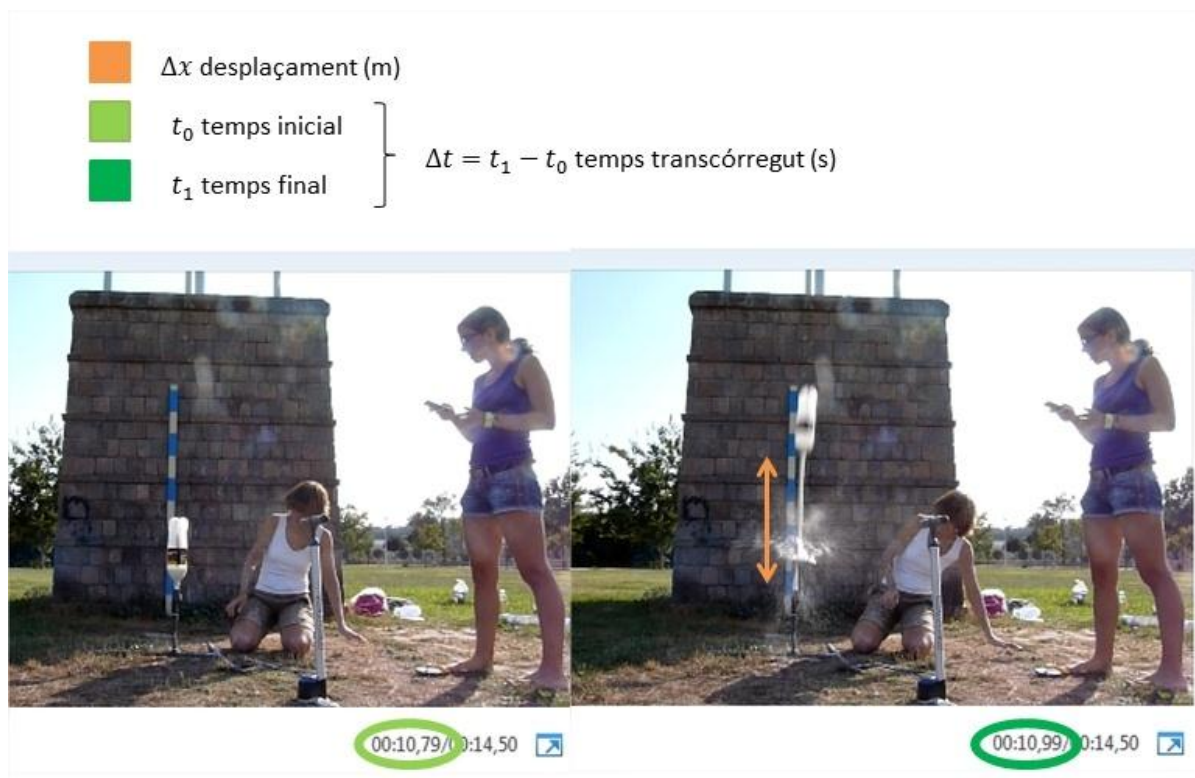 Δx desplaçament (m)
t₀ temps inicial
t₁ temps final
Δt = t₁ − t₀ temps transcórregut (s)
00:10,79/00:14,50
00:10,99/00:14,50